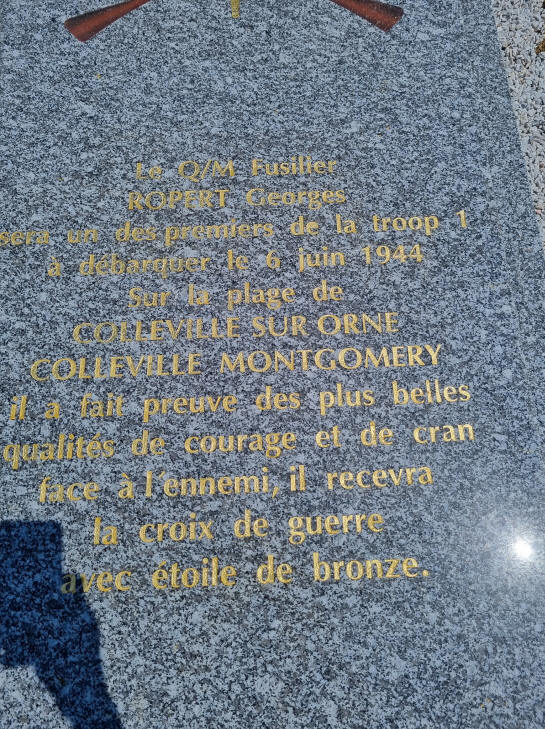 Le Q/M Fusilier
ROPERT Georges
sera un des premiers de la troop 1
à débarquer le 6 juin 1944
Sur la plage de
COLLEVILLE SUR ORNE
COLLEVILLE MONTGOMERY
il a fait preuve des plus belles
qualités de courage et de cran
face à l'ennemi, il recevra
la croix de guerre
avec étoile de bronze.